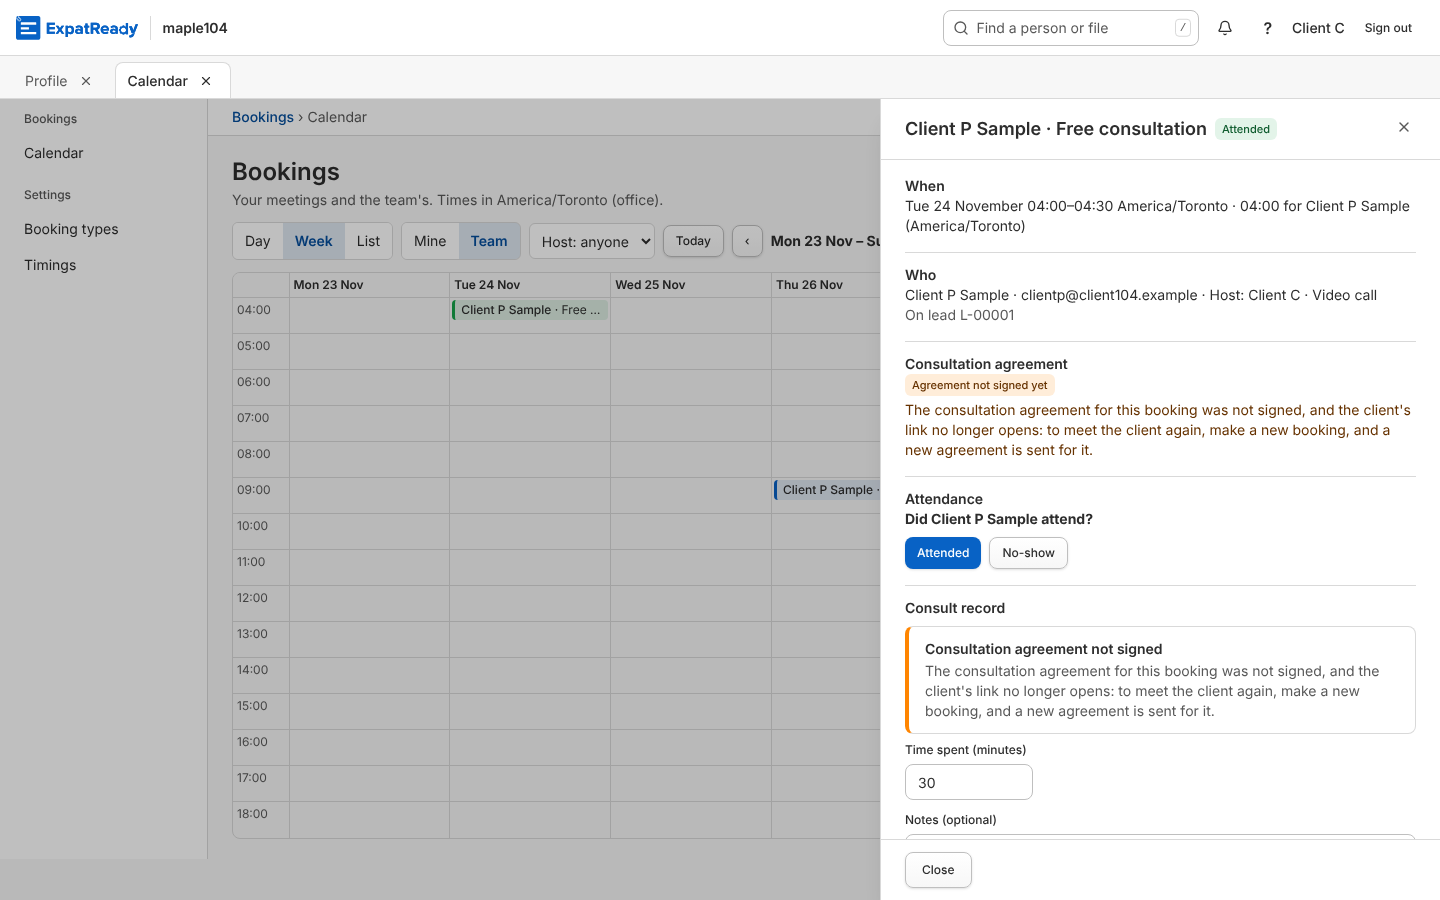 ExpatReady
maple104
Find a person or file
/
?
Client C
Sign out
Profile
Calendar
Bookings
Calendar
Settings
Booking types
Timings
Bookings › Calendar
Bookings
Your meetings and the team's. Times in America/Toronto (office).
Day
Week
List
Mine
Team
Host: anyone
Today
‹
Mon 23 Nov – Su
Mon 23 Nov
Tue 24 Nov
Wed 25 Nov
Thu 26 Nov
04:00
Client P Sample · Free ...
05:00
06:00
07:00
08:00
09:00
Client P Sample ·
10:00
11:00
12:00
13:00
14:00
15:00
16:00
17:00
18:00
Client P Sample · Free consultation
Attended
When
Tue 24 November 04:00–04:30 America/Toronto · 04:00 for Client P Sample
(America/Toronto)
Who
Client P Sample · clientp@client104.example · Host: Client C · Video call
On lead L-00001
Consultation agreement
Agreement not signed yet
The consultation agreement for this booking was not signed, and the client's
link no longer opens: to meet the client again, make a new booking, and a
new agreement is sent for it.
Attendance
Did Client P Sample attend?
Attended
No-show
Consult record
Consultation agreement not signed
The consultation agreement for this booking was not signed, and the
client's link no longer opens: to meet the client again, make a new
booking, and a new agreement is sent for it.
Time spent (minutes)
30
Notes (optional)
Close